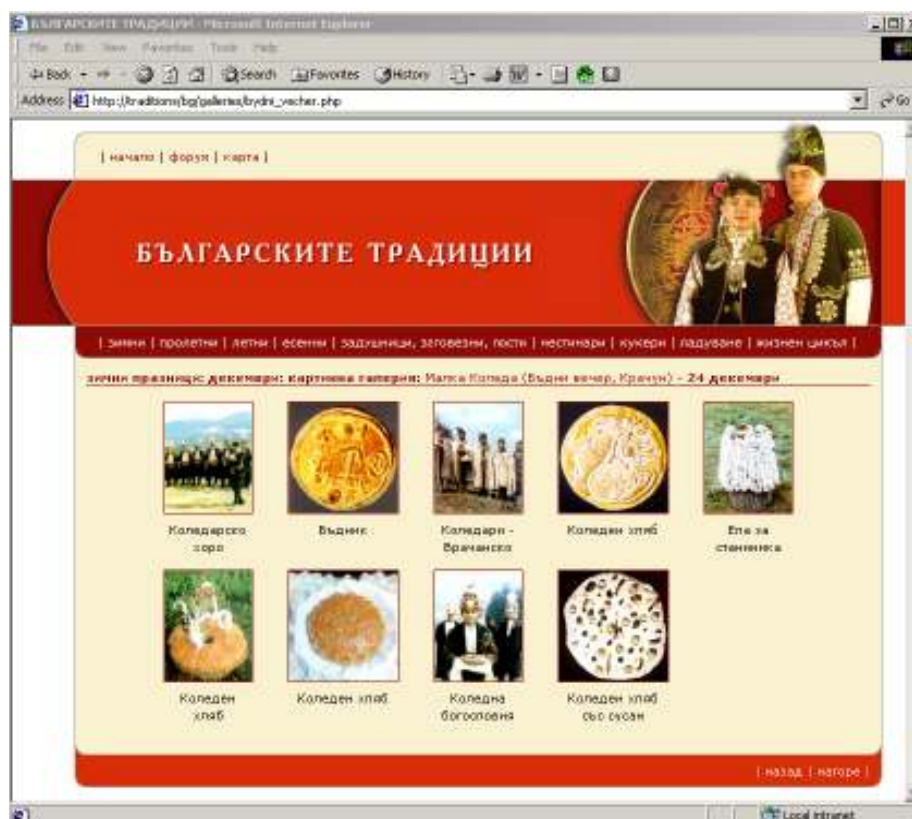 БЪЛГАРСКИТЕ ТРАДИЦИИ - Microsoft Internet Explorer
File Edit View Favorites Tools Help
Back Search Favorites History
Address http://traditions/bg/galleries/bydni_vecher.php Go
| начало | форум | карта |
БЪЛГАРСКИТЕ ТРАДИЦИИ
| зимни | пролетни | летни | есенни | задушници, заговезни, пости | нестинари | кукери | ладуване | жизнен цикъл |
зимни празници: декември: картинна галерия: Малка Коледа (Бъдни вечер, Крачун) - 24 декември
Коледарско хоро
Бъдник
Коледари - Врачанско
Коледен хляб
Ела за станеника
Коледен хляб
Коледен хляб
Коледна богословия
Коледен хляб със сусам
| назад | нагоре |
Local intranet